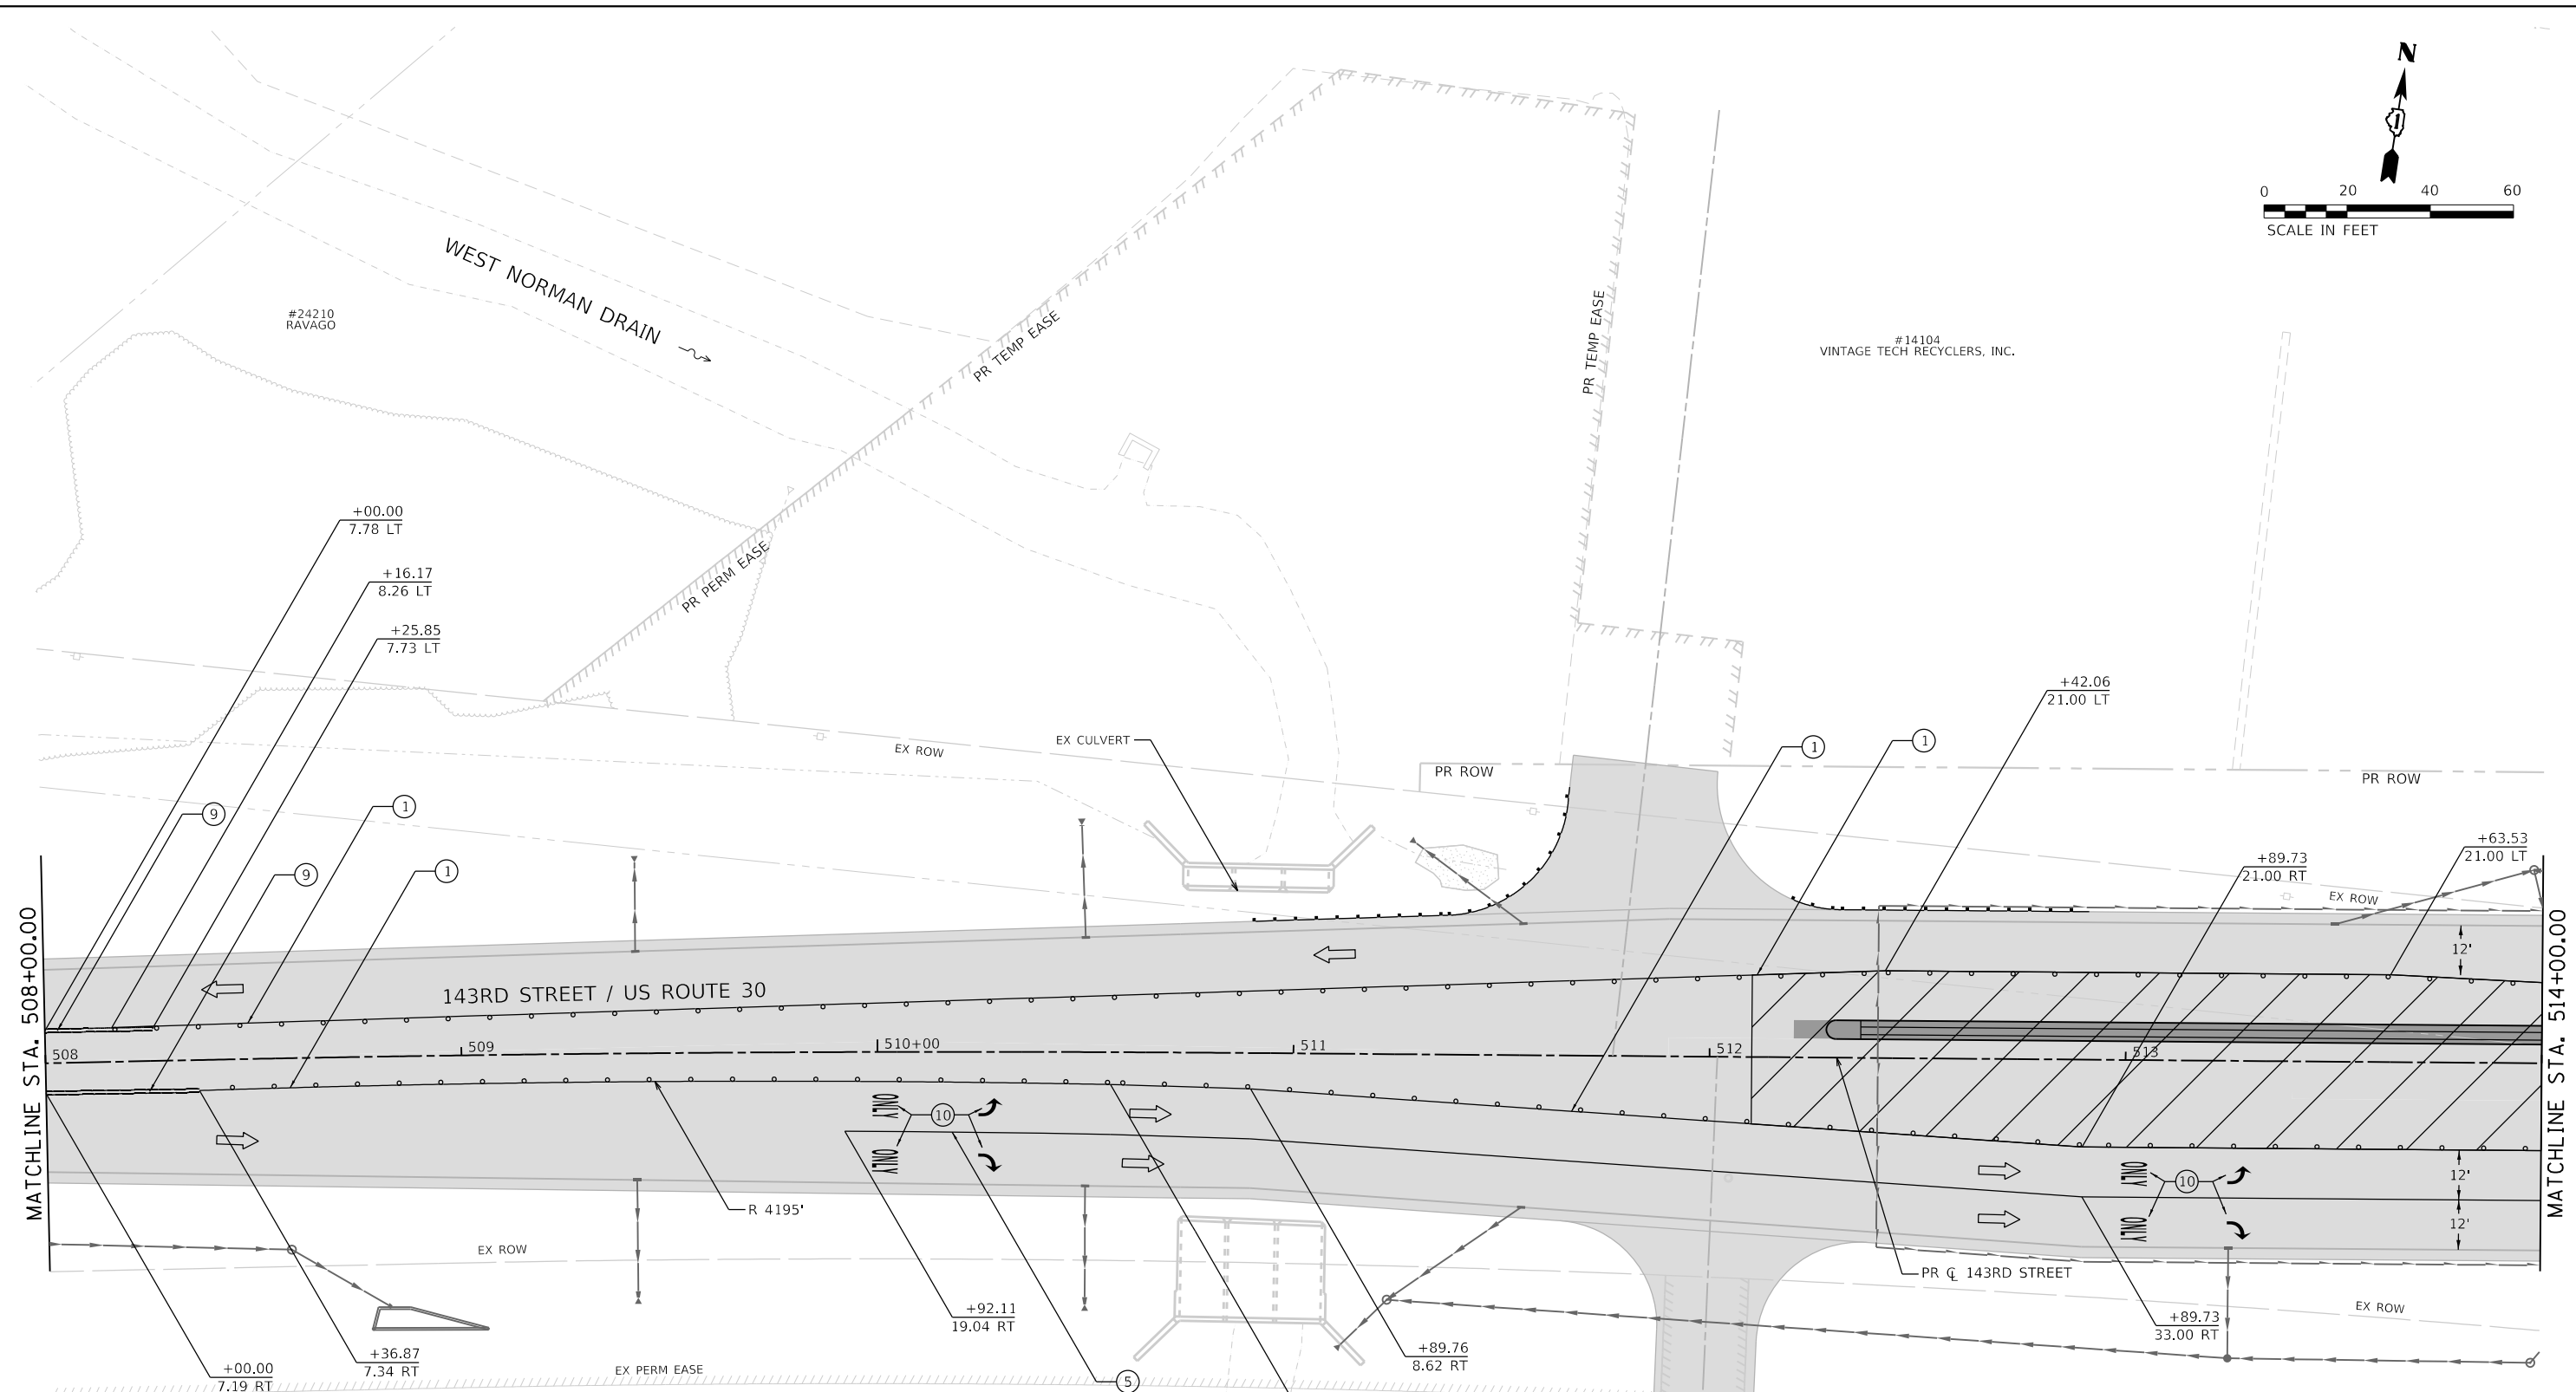 N
1
0 20 40 60
SCALE IN FEET
WEST NORMAN DRAIN
#24210
RAVAGO
PR TEMP EASE
PR TEMP EASE
#14104
VINTAGE TECH RECYCLERS, INC.
PR PERM EASE
+00.00
7.78 LT
+16.17
8.26 LT
+25.85
7.73 LT
+42.06
21.00 LT
EX ROW
EX CULVERT
PR ROW
PR ROW
1
1
9
1
9
1
+63.53
21.00 LT
+89.73
21.00 RT
EX ROW
12'
MATCHLINE STA. 508+00.00
MATCHLINE STA. 514+00.00
143RD STREET / US ROUTE 30
508
509
510+00
511
512
513
ONLY
10
ONLY
ONLY
10
ONLY
12'
12'
R 4195'
EX ROW
PR ℄ 143RD STREET
EX ROW
+92.11
19.04 RT
+89.73
33.00 RT
+89.76
8.62 RT
+36.87
7.34 RT
+00.00
7.19 RT
EX PERM EASE
5